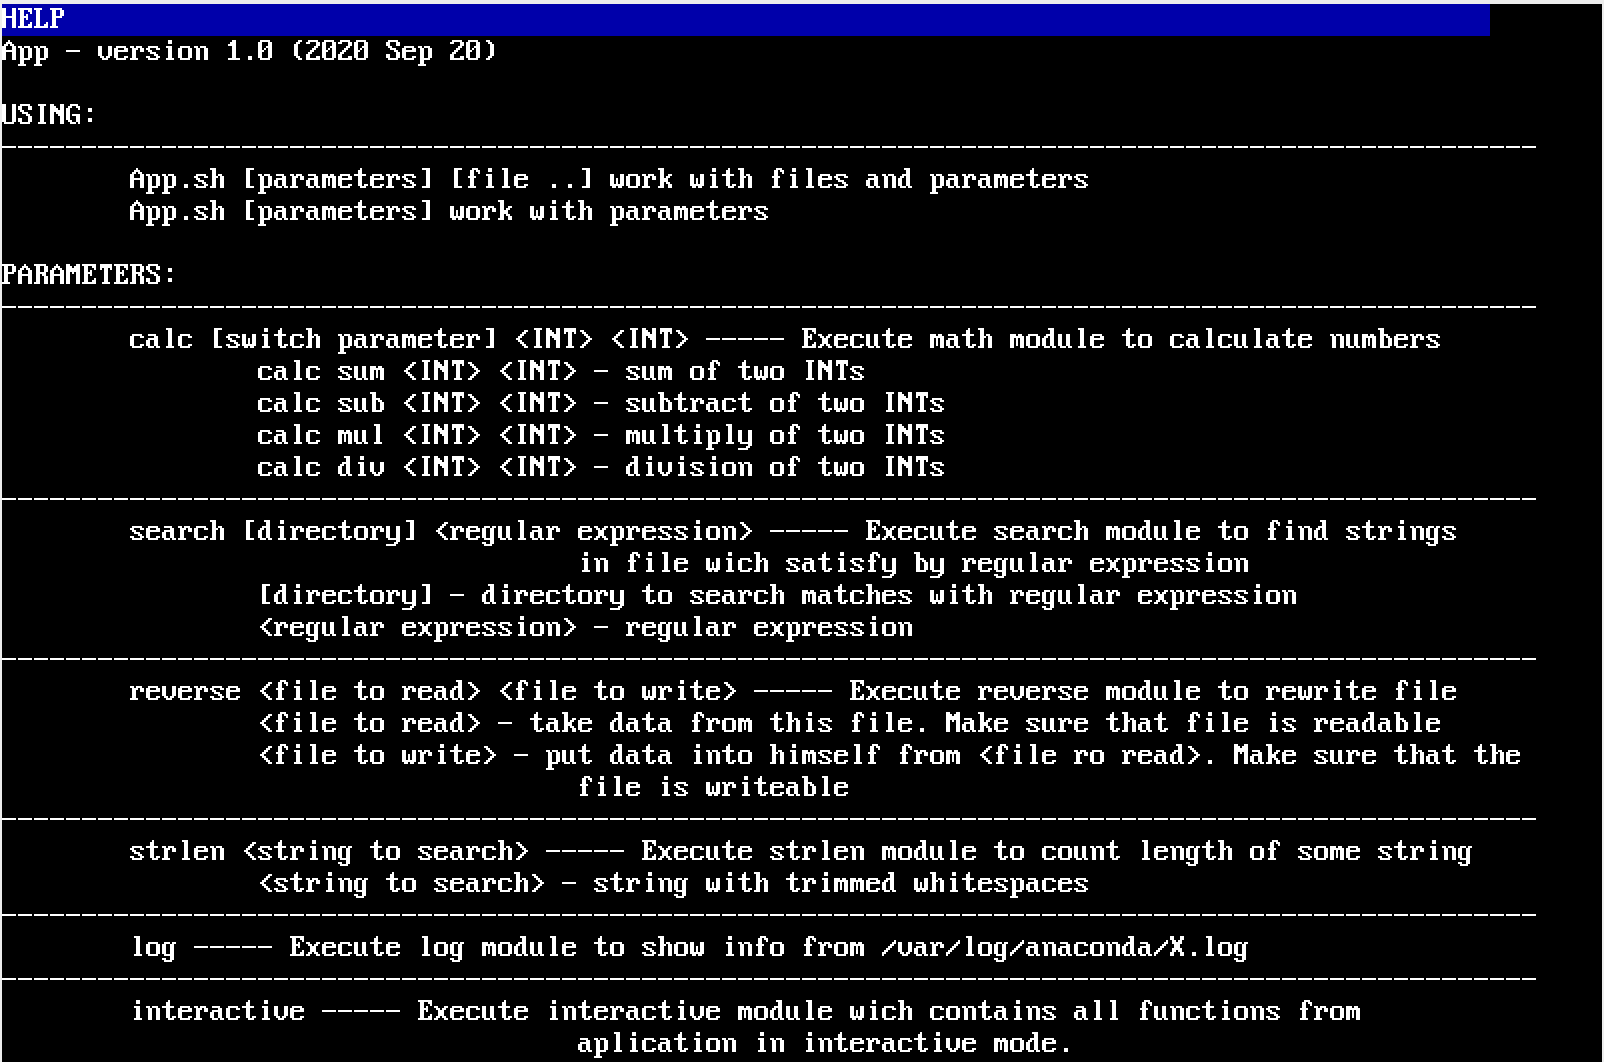 HELP
App - version 1.0 (2020 Sep 20)
USING:
------------------------------------------------------------------------------------------------
App.sh [parameters] [file ..] work with files and parameters
App.sh [parameters] work with parameters
PARAMETERS:
------------------------------------------------------------------------------------------------
calc [switch parameter] <INT> <INT> ----- Execute math module to calculate numbers
calc sum <INT> <INT> - sum of two INTs
calc sub <INT> <INT> - subtract of two INTs
calc mul <INT> <INT> - multiply of two INTs
calc div <INT> <INT> - division of two INTs
------------------------------------------------------------------------------------------------
search [directory] <regular expression> ----- Execute search module to find strings
in file wich satisfy by regular expression
[directory] - directory to search matches with regular expression
<regular expression> - regular expression
------------------------------------------------------------------------------------------------
reverse <file to read> <file to write> ----- Execute reverse module to rewrite file
<file to read> - take data from this file. Make sure that file is readable
<file to write> - put data into himself from <file ro read>. Make sure that the
file is writeable
------------------------------------------------------------------------------------------------
strlen <string to search> ----- Execute strlen module to count length of some string
<string to search> - string with trimmed whitespaces
------------------------------------------------------------------------------------------------
log ----- Execute log module to show info from /var/log/anaconda/X.log
------------------------------------------------------------------------------------------------
interactive ----- Execute interactive module wich contains all functions from
aplication in interactive mode.